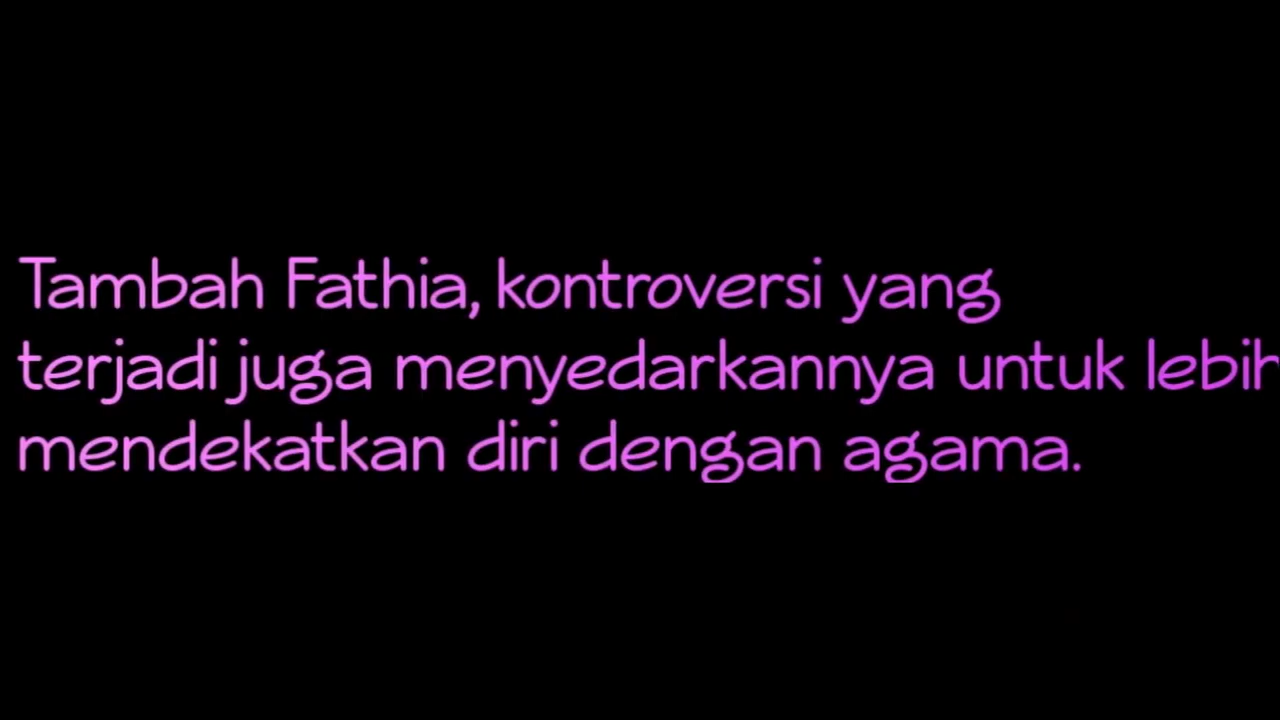 Tambah Fathia, kontroversi yang
terjadi juga menyedarkannya untuk lebih
mendekatkan diri dengan agama.